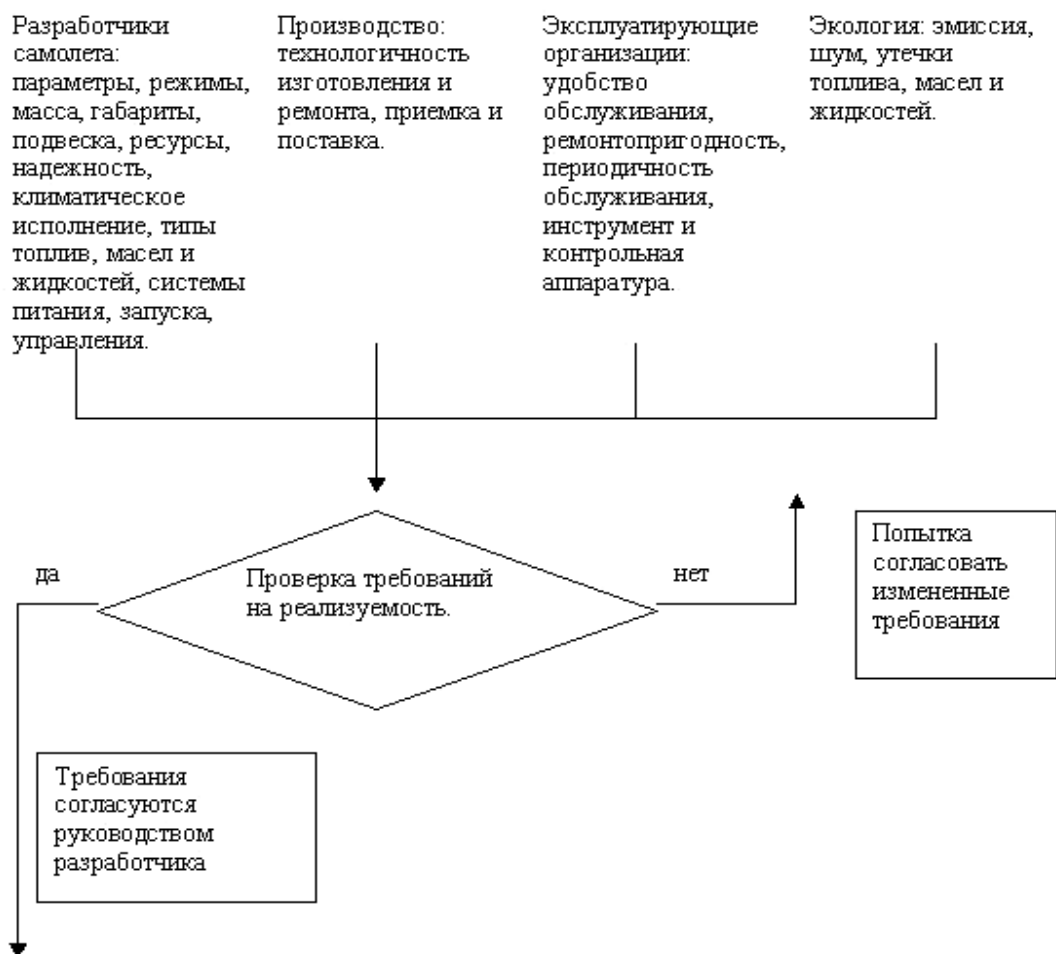 Разработчики
самолета:
параметры, режимы,
масса, габариты,
подвеска, ресурсы,
надежность,
климатическое
исполнение, типы
топлив, масел и
жидкостей, системы
питания, запуска,
управления.
Производство:
технологичность
изготовления и
ремонта, приемка и
поставка.
Эксплуатирующие
организации:
удобство
обслуживания,
ремонтопригодность,
периодичность
обслуживания,
инструмент и
контрольная
аппаратура.
Экология: эмиссия,
шум, утечки
топлива, масел и
жидкостей.
да
Проверка требований
на реализуемость.
нет
Попытка
согласовать
измененные
требования
Требования
согласуются
руководством
разработчика